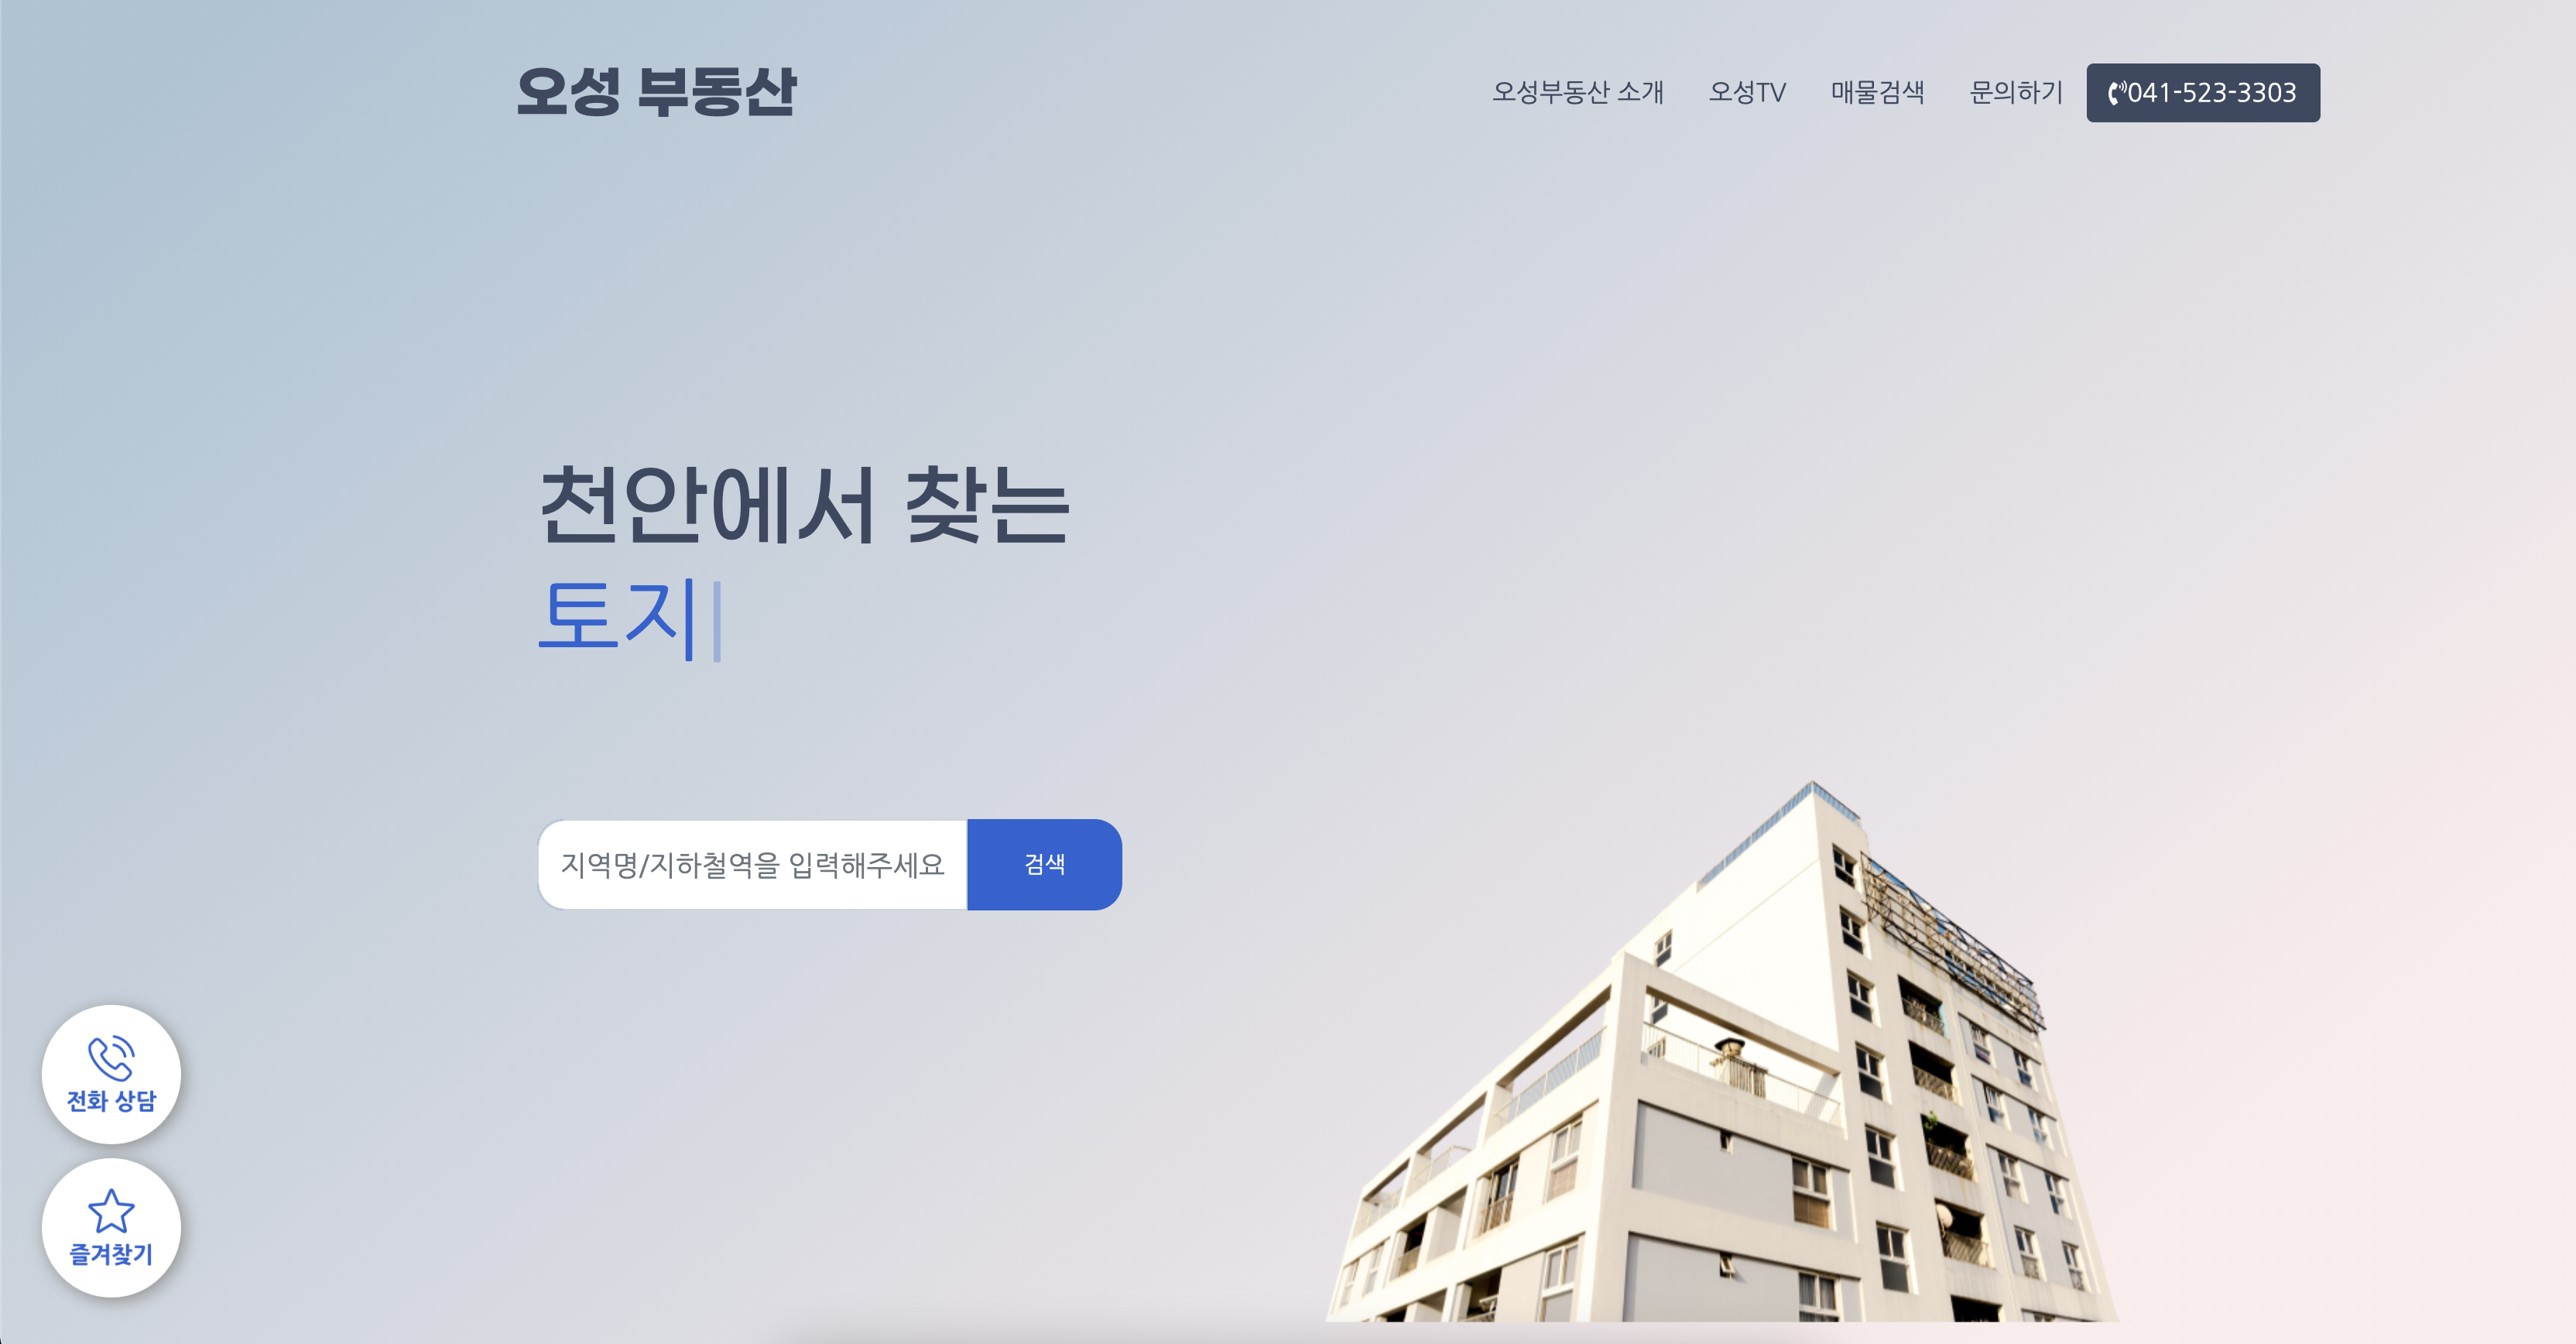 오성 부동산
오성부동산 소개
오성TV
매물검색
문의하기
041-523-3303
천안에서 찾는
토지
지역명/지하철역을 입력해주세요
검색
전화 상담
즐겨찾기